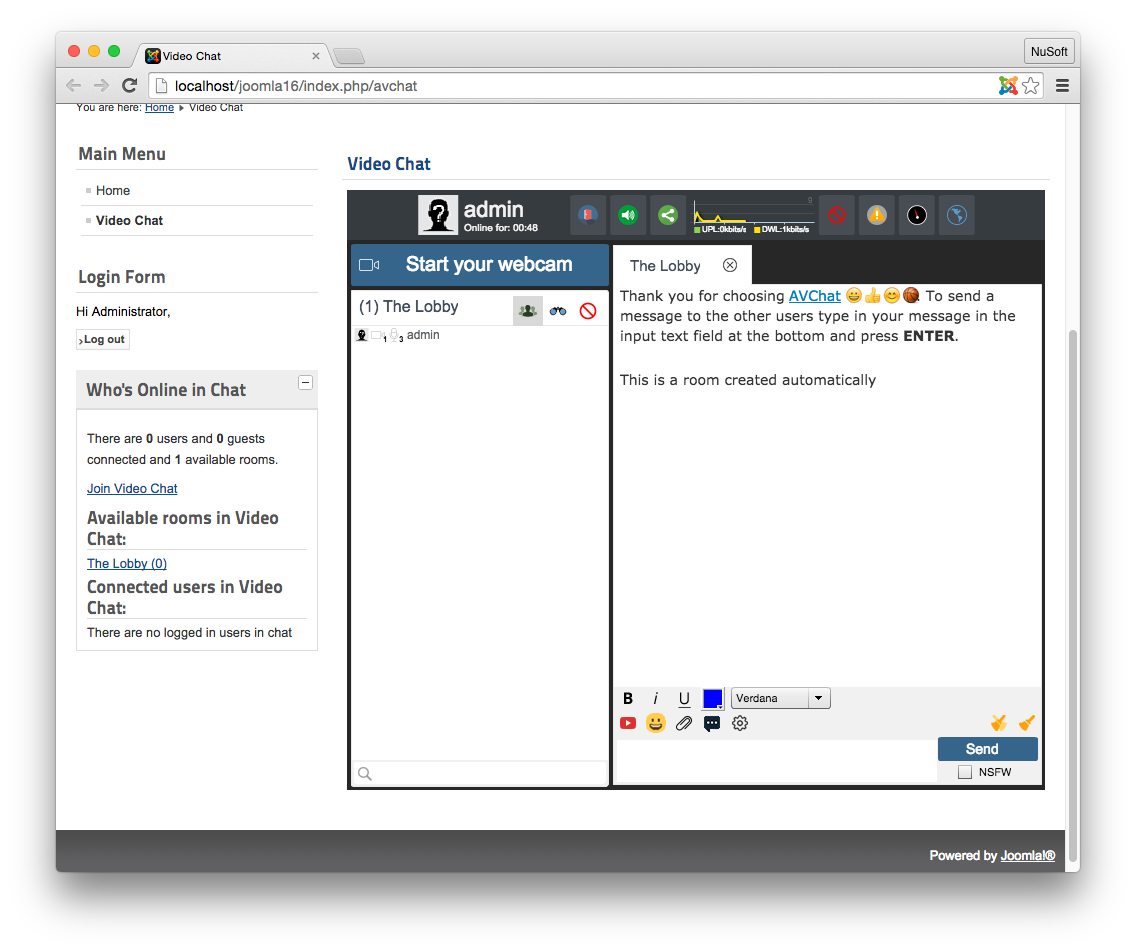 Video Chat
NuSoft
localhost/joomla16/index.php/avchat
You are here: Home Video Chat
Main Menu
Home
Video Chat
Login Form
Hi Administrator,
Log out
Who's Online in Chat
There are 0 users and 0 guests
connected and 1 available rooms.
Join Video Chat
Available rooms in Video
Chat:
The Lobby (0)
Connected users in Video
Chat:
There are no logged in users in chat
Video Chat
admin
Online for: 00:48
9
UPL:0kbits/s DWL:1kbits/s
Start your webcam
(1) The Lobby
1 3 admin
The Lobby
Thank you for choosing AVChat 😀👍😊🏀 To send a
message to the other users type in your message in the
input text field at the bottom and press ENTER.
This is a room created automatically
B i U Verdana
Send
NSFW
Powered by Joomla!®